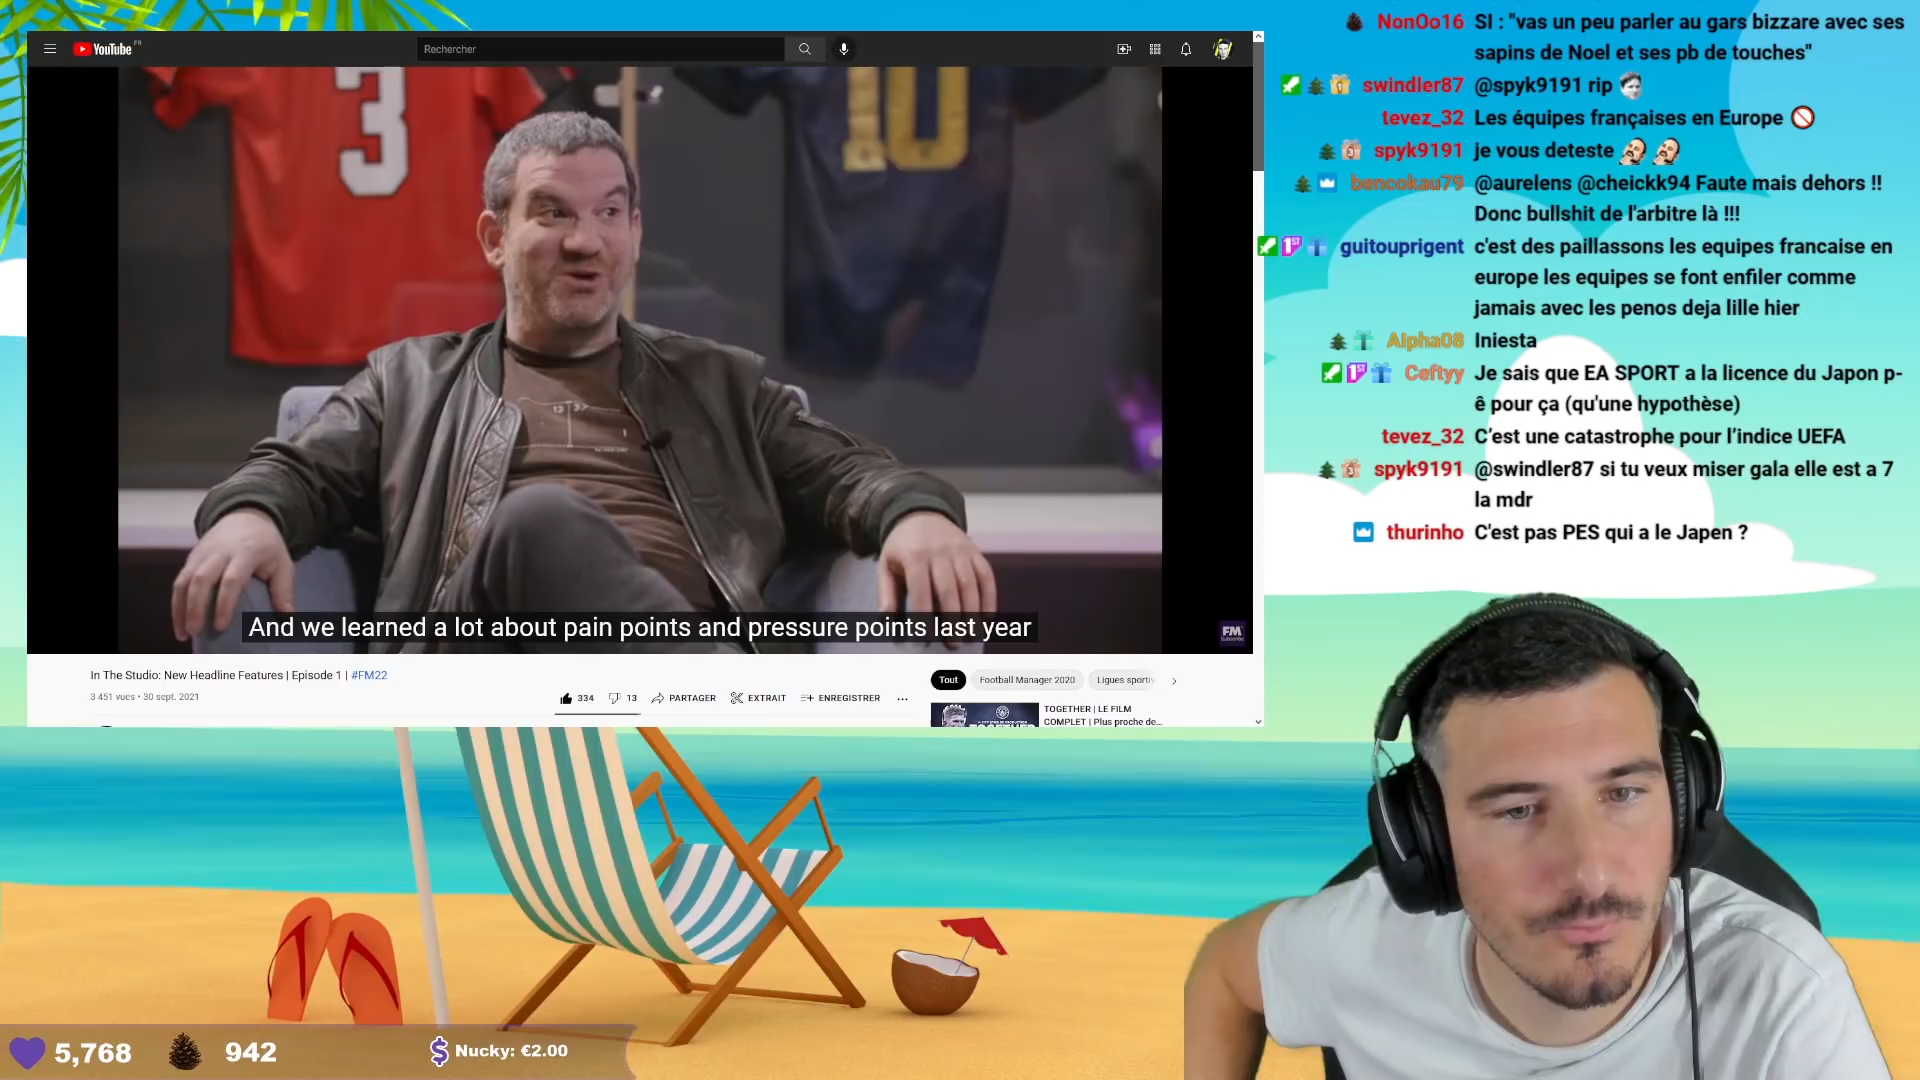 YouTube FR
Rechercher
3
10
And we learned a lot about pain points and pressure points last year
FM
In The Studio: New Headline Features | Episode 1 | #FM22
3 451 vues • 30 sept. 2021
334
13
PARTAGER
EXTRAIT
ENREGISTRER
Tout
Football Manager 2020
Ligues sportiv
TOGETHER
TOGETHER | LE FILM
COMPLET | Plus proche de...
NonOo16 SI : "vas un peu parler au gars bizzare avec ses
sapins de Noel et ses pb de touches"
swindler87 @spyk9191 rip
tevez_32 Les équipes françaises en Europe
spyk9191 je vous deteste
bencokau79 @aurelens @cheickk94 Faute mais dehors !!
Donc bullshit de l'arbitre là !!!
1ST guitouprigent c'est des paillassons les equipes francaise en
europe les equipes se font enfiler comme
jamais avec les penos deja lille hier
Alpha08 Iniesta
1ST Ceftyy Je sais que EA SPORT a la licence du Japon p-
ê pour ça (qu'une hypothèse)
tevez_32 C’est une catastrophe pour l’indice UEFA
spyk9191 @swindler87 si tu veux miser gala elle est a 7
la mdr
thurinho C'est pas PES qui a le Japen ?
5,768
942
$ Nucky: €2.00